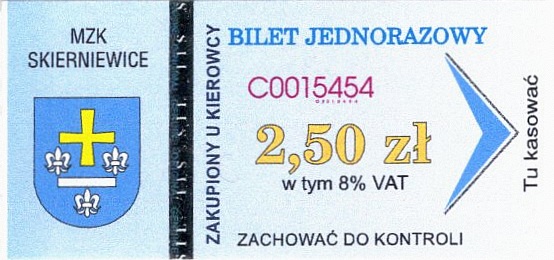 MZK
SKIERNIEWICE
ZAKUPIONY U KIEROWCY
BILET JEDNORAZOWY
C0015454
2,50 zł
w tym 8% VAT
ZACHOWAĆ DO KONTROLI
Tu kasować